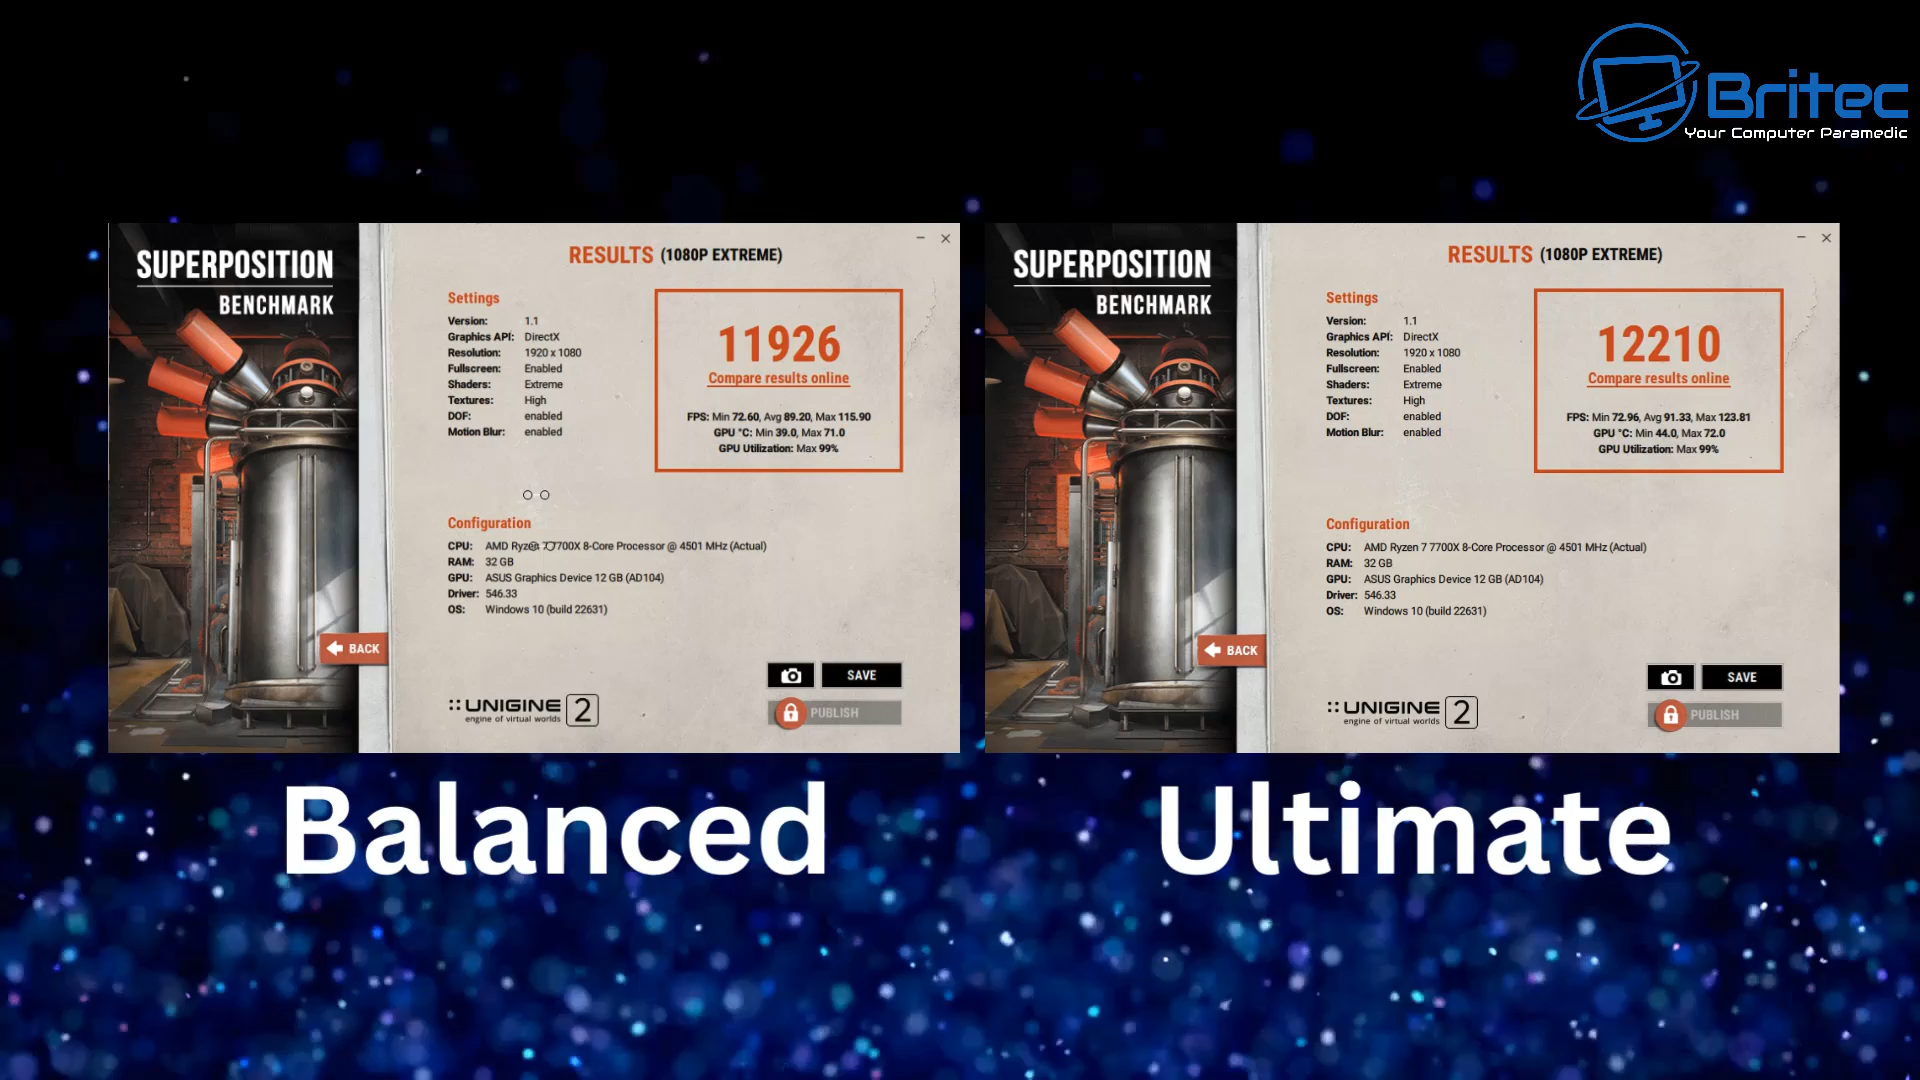 Britec
Your Computer Paramedic
SUPERPOSITION
BENCHMARK
RESULTS (1080P EXTREME)
Settings
Version: 1.1
Graphics API: DirectX
Resolution: 1920 x 1080
Fullscreen: Enabled
Shaders: Extreme
Textures: High
DOF: enabled
Motion Blur: enabled
11926
Compare results online
FPS: Min 72.60, Avg 89.20, Max 115.90
GPU °C: Min 39.0, Max 71.0
GPU Utilization: Max 99%
Configuration
CPU: AMD Ryzen 7 7700X 8-Core Processor @ 4501 MHz (Actual)
RAM: 32 GB
GPU: ASUS Graphics Device 12 GB (AD104)
Driver: 546.33
OS: Windows 10 (build 22631)
BACK
SAVE
UNIGINE 2
engine of virtual worlds
PUBLISH
SUPERPOSITION
BENCHMARK
RESULTS (1080P EXTREME)
Settings
Version: 1.1
Graphics API: DirectX
Resolution: 1920 x 1080
Fullscreen: Enabled
Shaders: Extreme
Textures: High
DOF: enabled
Motion Blur: enabled
12210
Compare results online
FPS: Min 72.96, Avg 91.33, Max 123.81
GPU °C: Min 44.0, Max 72.0
GPU Utilization: Max 99%
Configuration
CPU: AMD Ryzen 7 7700X 8-Core Processor @ 4501 MHz (Actual)
RAM: 32 GB
GPU: ASUS Graphics Device 12 GB (AD104)
Driver: 546.33
OS: Windows 10 (build 22631)
BACK
SAVE
UNIGINE 2
engine of virtual worlds
PUBLISH
Balanced
Ultimate